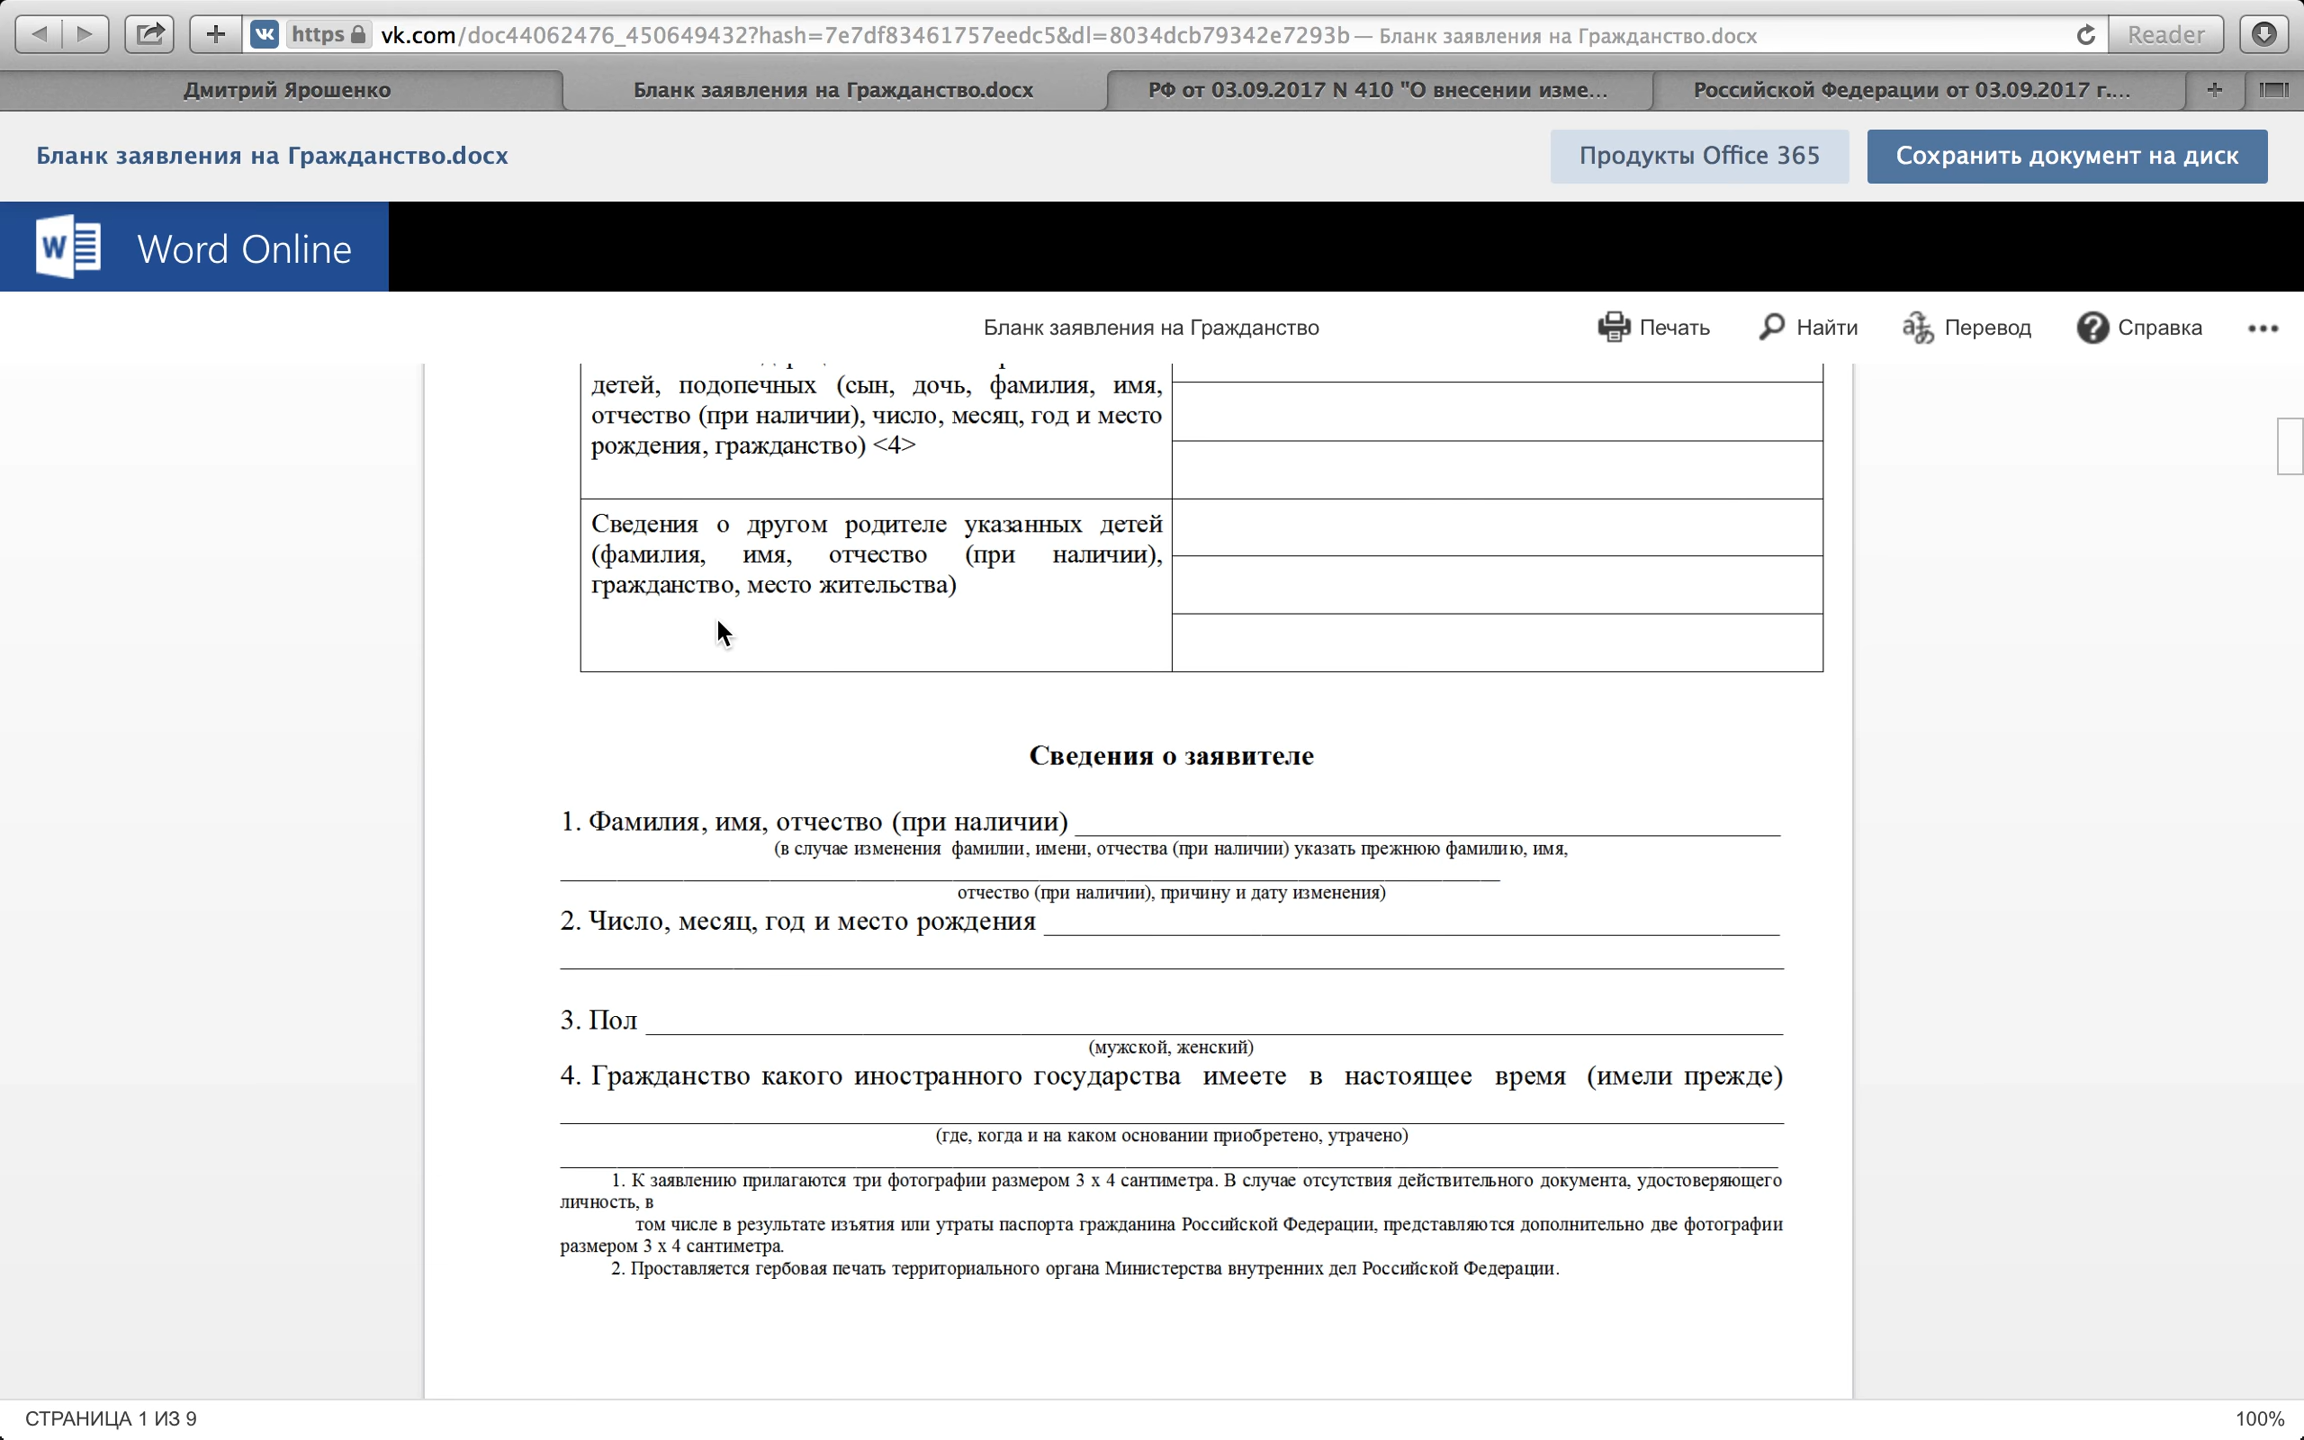 https vk.com/doc44062476_450649432?hash=7e7df83461757eedc5&dl=8034dcb79342e7293b — Бланк заявления на Гражданство.docx Reader
Дмитрий Ярошенко Бланк заявления на Гражданство.docx РФ от 03.09.2017 N 410 "О внесении изме... Российской Федерации от 03.09.2017 г....
Бланк заявления на Гражданство.docx Продукты Office 365 Сохранить документ на диск
Word Online
Бланк заявления на Гражданство Печать Найти Перевод Справка
детей, подопечных (сын, дочь, фамилия, имя,
отчество (при наличии), число, месяц, год и место
рождения, гражданство) <4>
Сведения о другом родителе указанных детей
(фамилия, имя, отчество (при наличии),
гражданство, место жительства)
Сведения о заявителе
1. Фамилия, имя, отчество (при наличии)
(в случае изменения фамилии, имени, отчества (при наличии) указать прежнюю фамилию, имя,
отчество (при наличии), причину и дату изменения)
2. Число, месяц, год и место рождения
3. Пол
(мужской, женский)
4. Гражданство какого иностранного государства имеете в настоящее время (имели прежде)
(где, когда и на каком основании приобретено, утрачено)
1. К заявлению прилагаются три фотографии размером 3 x 4 сантиметра. В случае отсутствия действительного документа, удостоверяющего
личность, в
том числе в результате изъятия или утраты паспорта гражданина Российской Федерации, представляются дополнительно две фотографии
размером 3 x 4 сантиметра.
2. Проставляется гербовая печать территориального органа Министерства внутренних дел Российской Федерации.
СТРАНИЦА 1 ИЗ 9 100%